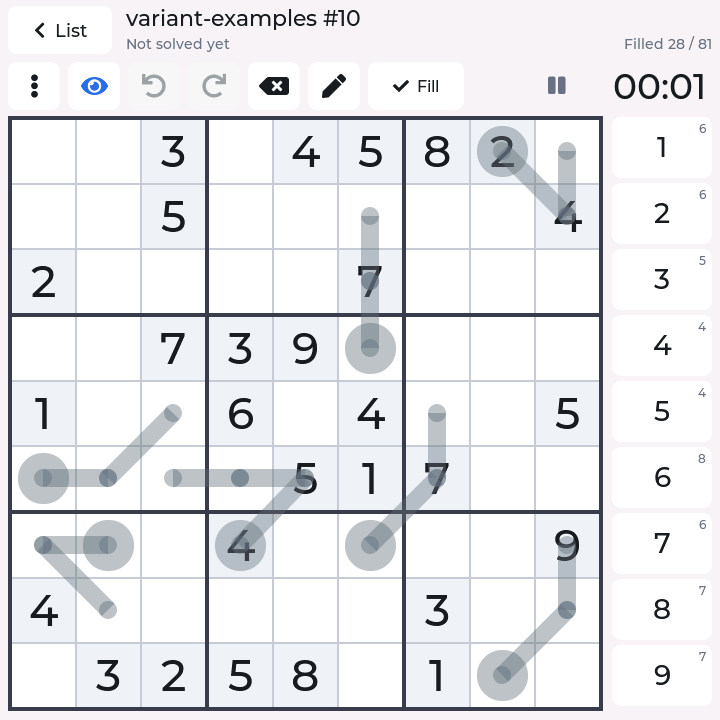 List
variant-examples #10
Not solved yet
Filled 28 / 81
Fill
00:01
3 4 5 8 2
5 4
2 7
7 3 9
1 6 4 5
5 1 7
4 9
4 3
3 2 5 8 1
1 6
2 6
3 5
4 4
5 4
6 8
7 6
8 7
9 7